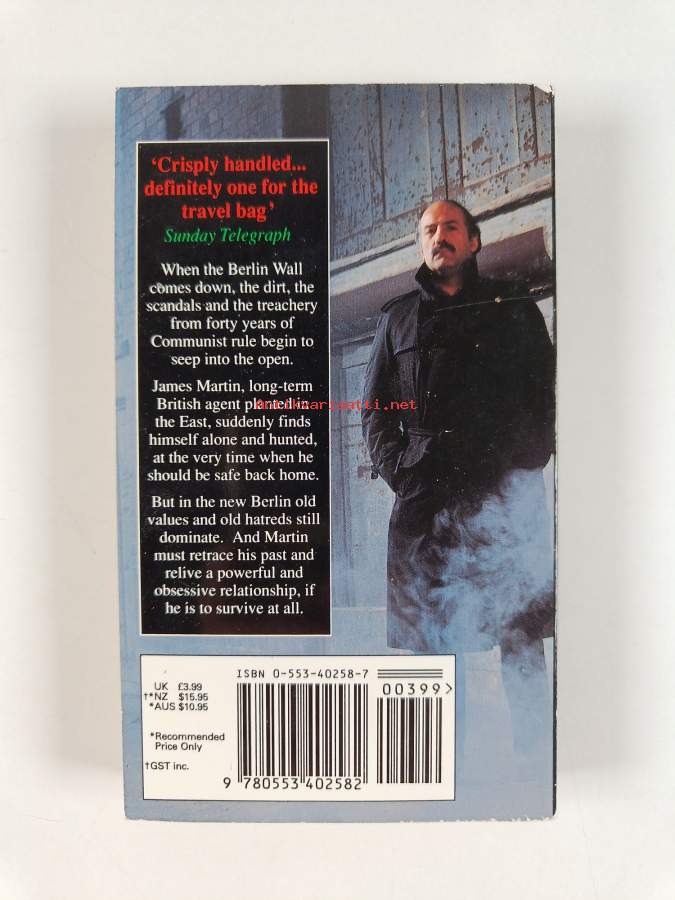 'Crisply handled...
definitely one for the
travel bag'
Sunday Telegraph
When the Berlin Wall
comes down, the dirt, the
scandals and the treachery
from forty years of
Communist rule begin to
seep into the open.
James Martin, long-term
British agent planted in
the East, suddenly finds
himself alone and hunted,
at the very time when he
should be safe back home.
But in the new Berlin old
values and old hatreds still
dominate. And Martin
must retrace his past and
relive a powerful and
obsessive relationship, if
he is to survive at all.
antikvariaatti.net
UK £3.99
†*NZ $15.95
*AUS $10.95
*Recommended
Price Only
†GST inc.
ISBN 0-553-40258-7
00399>
9 780553 402582